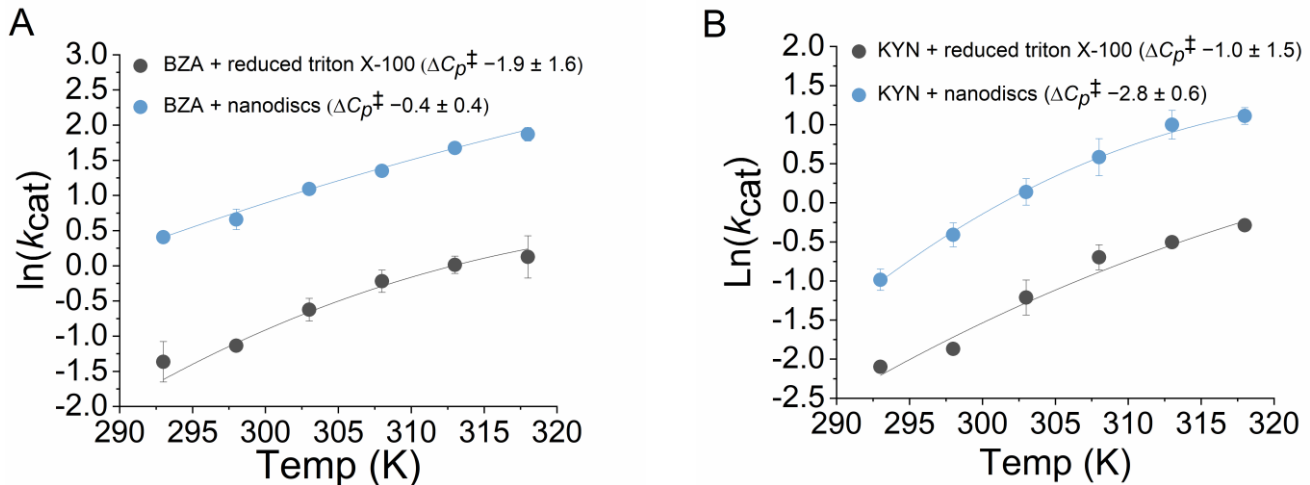 A
ln(kcat)
3.0
2.5
2.0
1.5
1.0
0.5
0.0
-0.5
-1.0
-1.5
-2.0
BZA + reduced triton X-100 (ΔCp‡ −1.9 ± 1.6)
BZA + nanodiscs (ΔCp‡ −0.4 ± 0.4)
290 295 300 305 310 315 320
Temp (K)
B
Ln(kcat)
2.0
1.5
1.0
0.5
0.0
-0.5
-1.0
-1.5
-2.0
-2.5
KYN + reduced triton X-100 (ΔCp‡ −1.0 ± 1.5)
KYN + nanodiscs (ΔCp‡ −2.8 ± 0.6)
290 295 300 305 310 315 320
Temp (K)